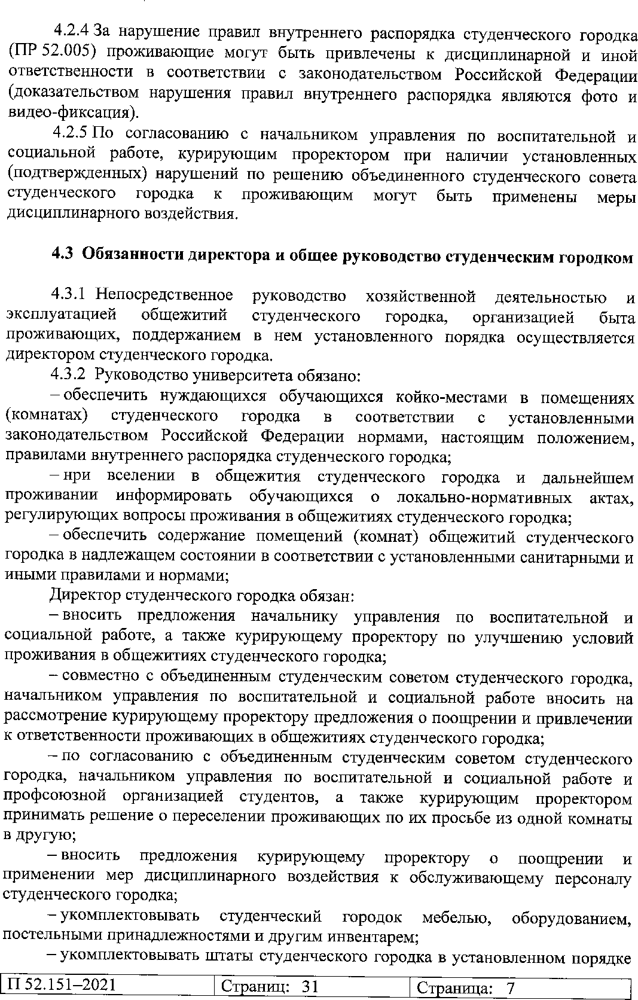 4.2.4 За нарушение правил внутреннего распорядка студенческого городка
(ПР 52.005) проживающие могут быть привлечены к дисциплинарной и иной
ответственности в соответствии с законодательством Российской Федерации
(доказательством нарушения правил внутреннего распорядка являются фото и
видео-фиксация).
4.2.5 По согласованию с начальником управления по воспитательной и
социальной работе, курирующим проректором при наличии установленных
(подтвержденных) нарушений по решению объединенного студенческого совета
студенческого городка к проживающим могут быть применены меры
дисциплинарного воздействия.
4.3 Обязанности директора и общее руководство студенческим городком
4.3.1 Непосредственное руководство хозяйственной деятельностью и
эксплуатацией общежитий студенческого городка, организацией быта
проживающих, поддержанием в нем установленного порядка осуществляется
директором студенческого городка.
4.3.2 Руководство университета обязано:
– обеспечить нуждающихся обучающихся койко-местами в помещениях
(комнатах) студенческого городка в соответствии с установленными
законодательством Российской Федерации нормами, настоящим положением,
правилами внутреннего распорядка студенческого городка;
– при вселении в общежития студенческого городка и дальнейшем
проживании информировать обучающихся о локально-нормативных актах,
регулирующих вопросы проживания в общежитиях студенческого городка;
– обеспечить содержание помещений (комнат) общежитий студенческого
городка в надлежащем состоянии в соответствии с установленными санитарными и
иными правилами и нормами;
Директор студенческого городка обязан:
– вносить предложения начальнику управления по воспитательной и
социальной работе, а также курирующему проректору по улучшению условий
проживания в общежитиях студенческого городка;
– совместно с объединенным студенческим советом студенческого городка,
начальником управления по воспитательной и социальной работе вносить на
рассмотрение курирующему проректору предложения о поощрении и привлечении
к ответственности проживающих в общежитиях студенческого городка;
– по согласованию с объединенным студенческим советом студенческого
городка, начальником управления по воспитательной и социальной работе и
профсоюзной организацией студентов, а также курирующим проректором
принимать решение о переселении проживающих по их просьбе из одной комнаты
в другую;
– вносить предложения курирующему проректору о поощрении и
применении мер дисциплинарного воздействия к обслуживающему персоналу
студенческого городка;
– укомплектовывать студенческий городок мебелью, оборудованием,
постельными принадлежностями и другим инвентарем;
– укомплектовывать штаты студенческого городка в установленном порядке
П 52.151–2021 Страниц: 31 Страница: 7